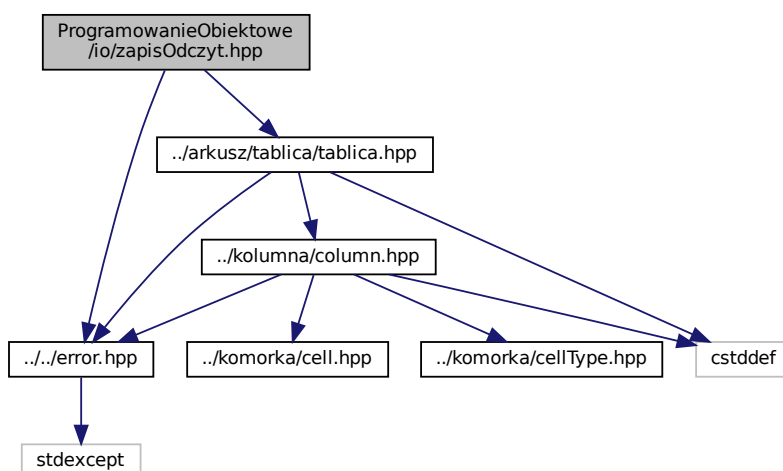 ProgramowanieObiektowe
/io/zapisOdczyt.hpp
../arkusz/tablica/tablica.hpp
../kolumna/column.hpp
../../error.hpp
../komorka/cell.hpp
../komorka/cellType.hpp
cstddef
stdexcept